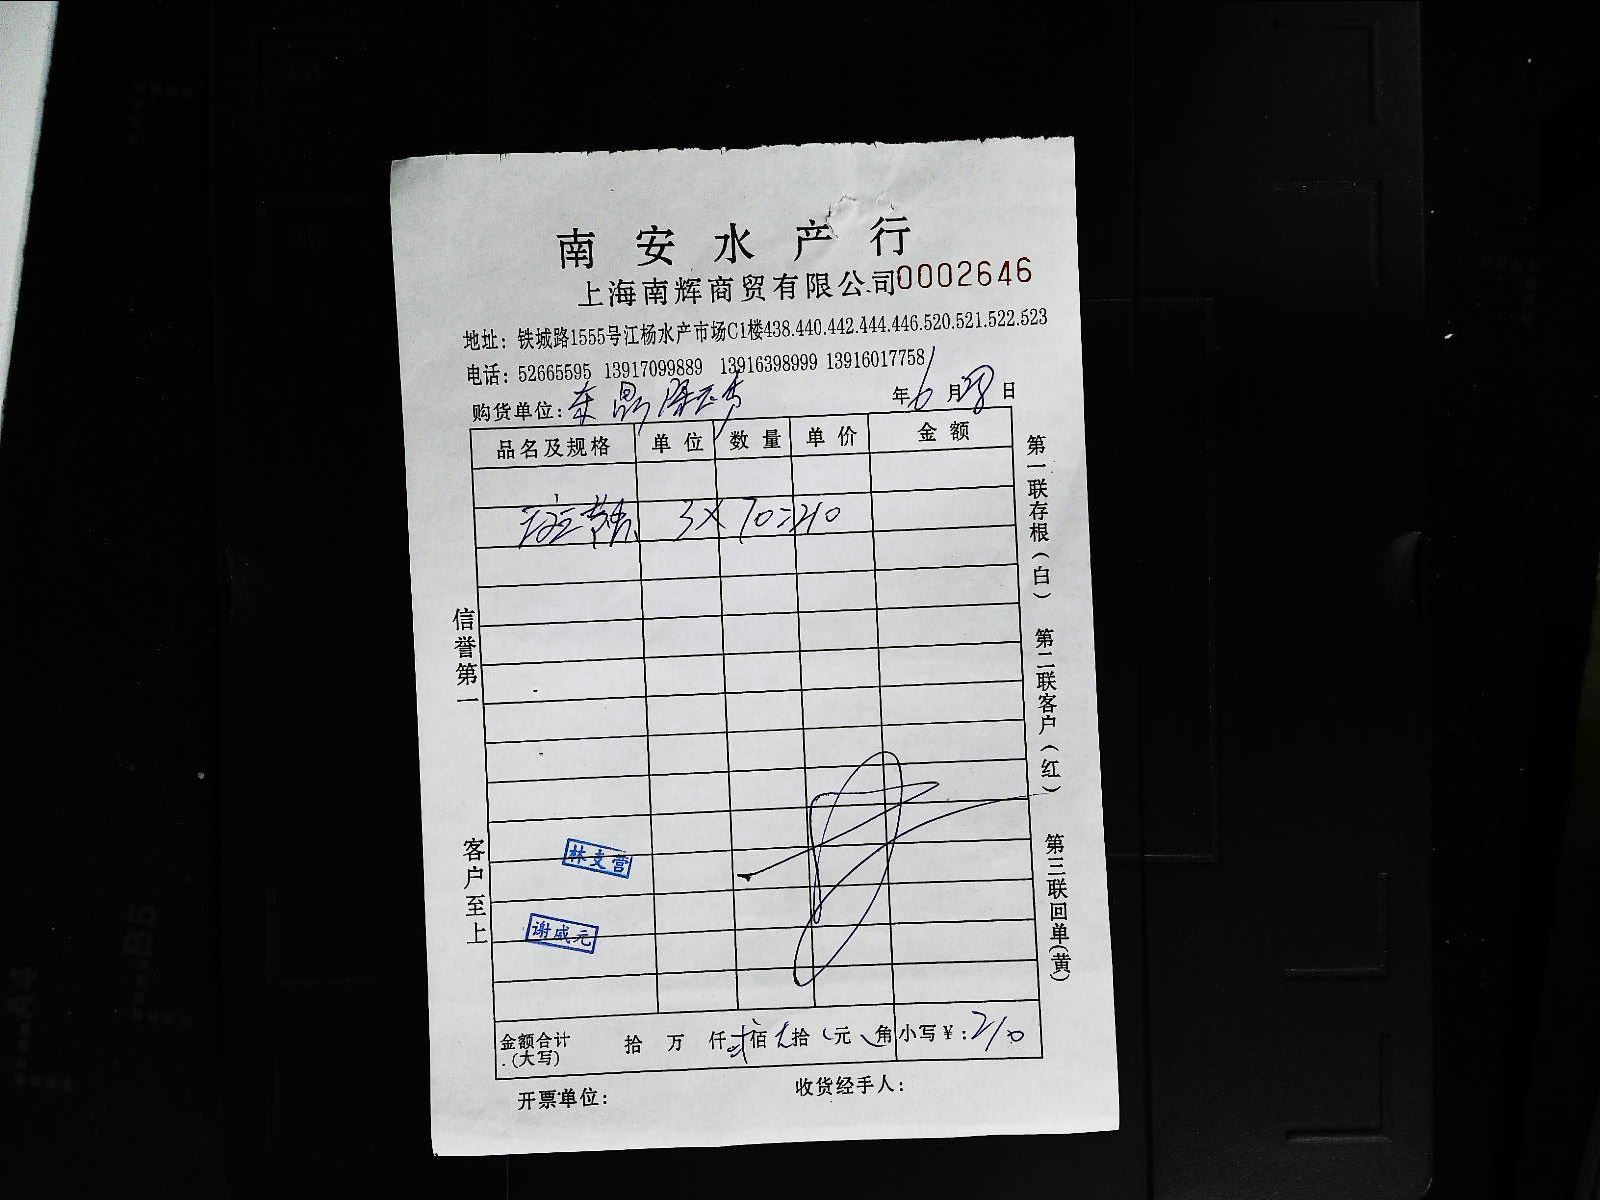 南安水产行
上海南辉商贸有限公司0002646
地址：铁城路1555号江杨水产市场C1楼438.440.442.444.446.520.521.522.523
电话：52665595 13917099889 13916398999 13916017758
购货单位： 年6月 日
品名及规格 单位 数量 单价 金额
3×70=210
信誉第一
客户至上
第一联存根（白）
第二联客户（红）
第三联回单（黄）
林支营
谢成元
金额合计（大写） 拾 万 仟 佰 拾 元 角 小写￥：210
开票单位： 收货经手人：